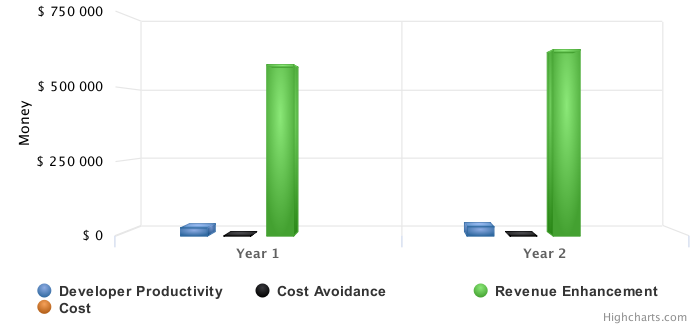 $ 750 000
$ 500 000
Money
$ 250 000
$ 0
Year 1 Year 2
Developer Productivity Cost Avoidance Revenue Enhancement
Cost
Highcharts.com